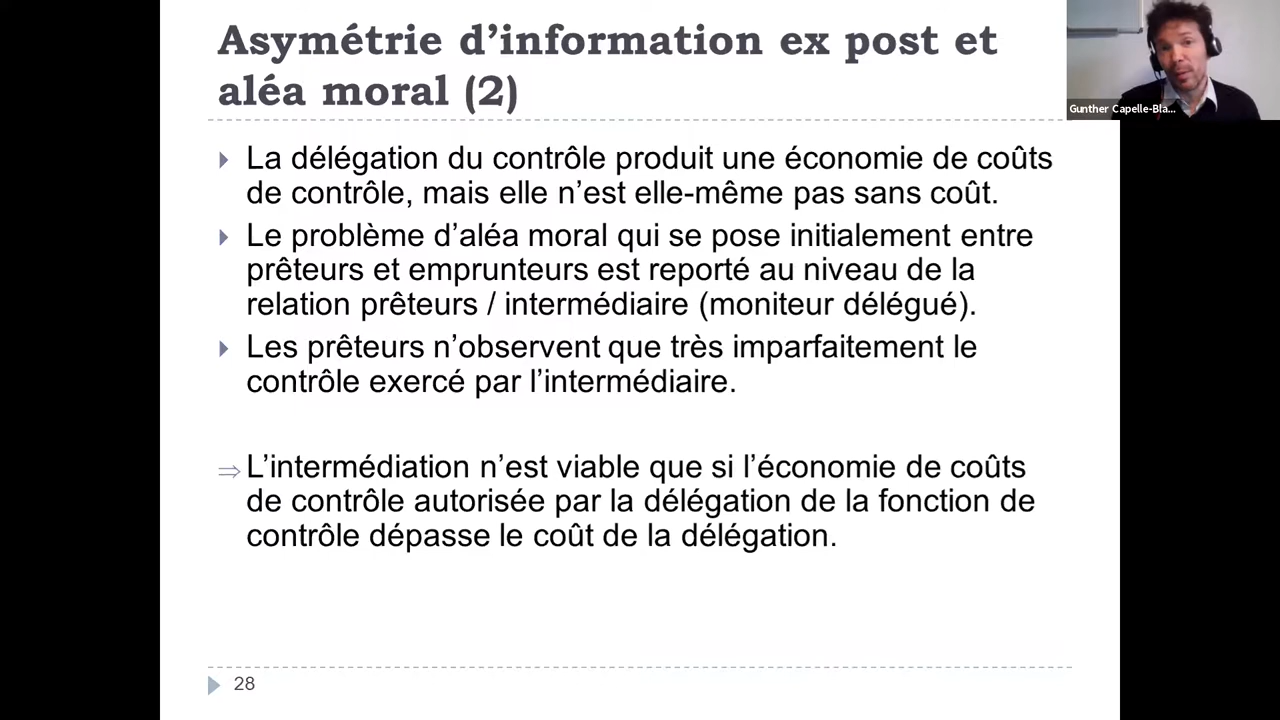 Asymétrie d’information ex post et
aléa moral (2)
Gunther Capelle-Bla...
La délégation du contrôle produit une économie de coûts
de contrôle, mais elle n’est elle-même pas sans coût.
Le problème d’aléa moral qui se pose initialement entre
prêteurs et emprunteurs est reporté au niveau de la
relation prêteurs / intermédiaire (moniteur délégué).
Les prêteurs n’observent que très imparfaitement le
contrôle exercé par l’intermédiaire.
⇒ L’intermédiation n’est viable que si l’économie de coûts
de contrôle autorisée par la délégation de la fonction de
contrôle dépasse le coût de la délégation.
28